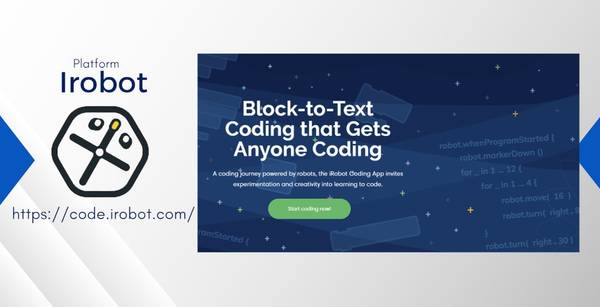 Platform
Irobot
https://code.irobot.com/
Block-to-Text
Coding that Gets
Anyone Coding
A coding journey powered by robots, the iRobot Coding App invites
experimentation and creativity into learning to code.
Start coding now!
robot.whenProgramStarted {
robot.markerDown ()
for _ in 1 ... 12 {
for _ in 1 ... 4 {
robot.move( 16 )
robot.turn( right , 
robot.turn( right , 30 )
ramStarted {